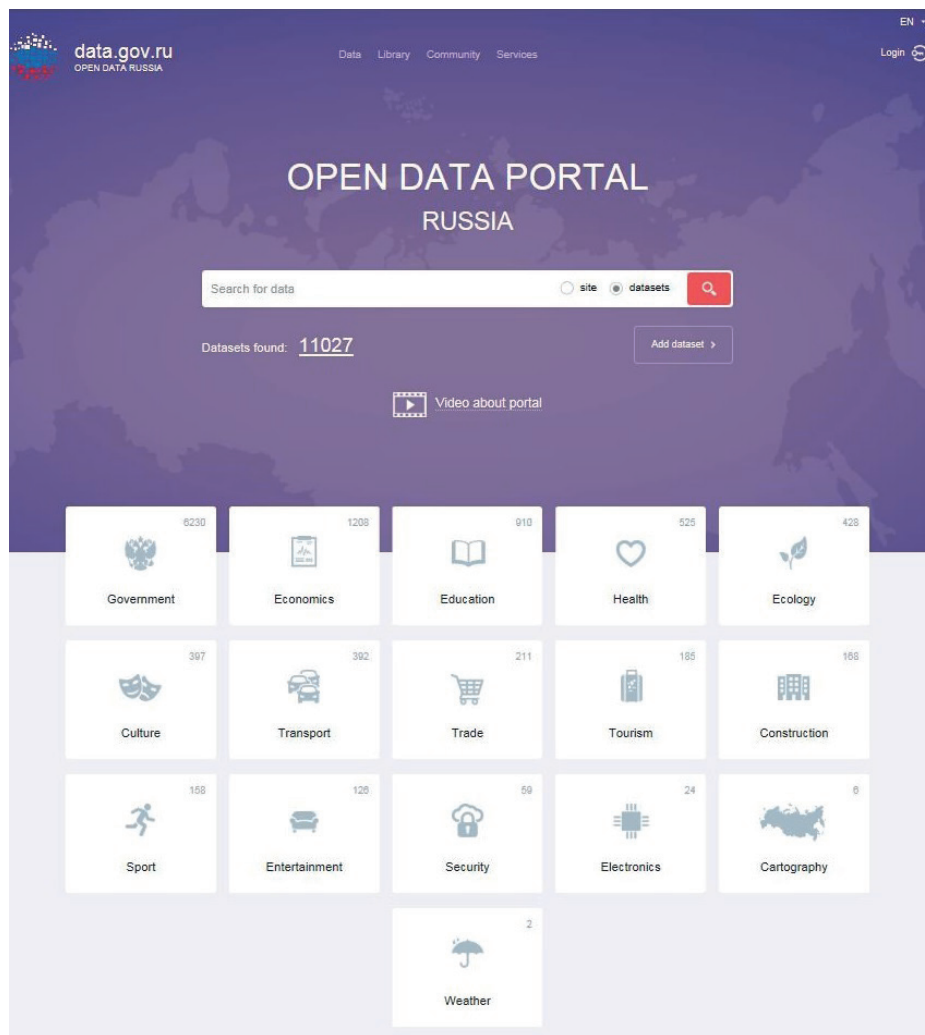 EN
data.gov.ru
OPEN DATA RUSSIA
Data Library Community Services
Login
OPEN DATA PORTAL
RUSSIA
Search for data
site datasets
Datasets found: 11027
Add dataset
Video about portal
6230
Government
1208
Economics
910
Education
525
Health
428
Ecology
397
Culture
392
Transport
211
Trade
185
Tourism
168
Construction
158
Sport
126
Entertainment
59
Security
24
Electronics
6
Cartography
2
Weather